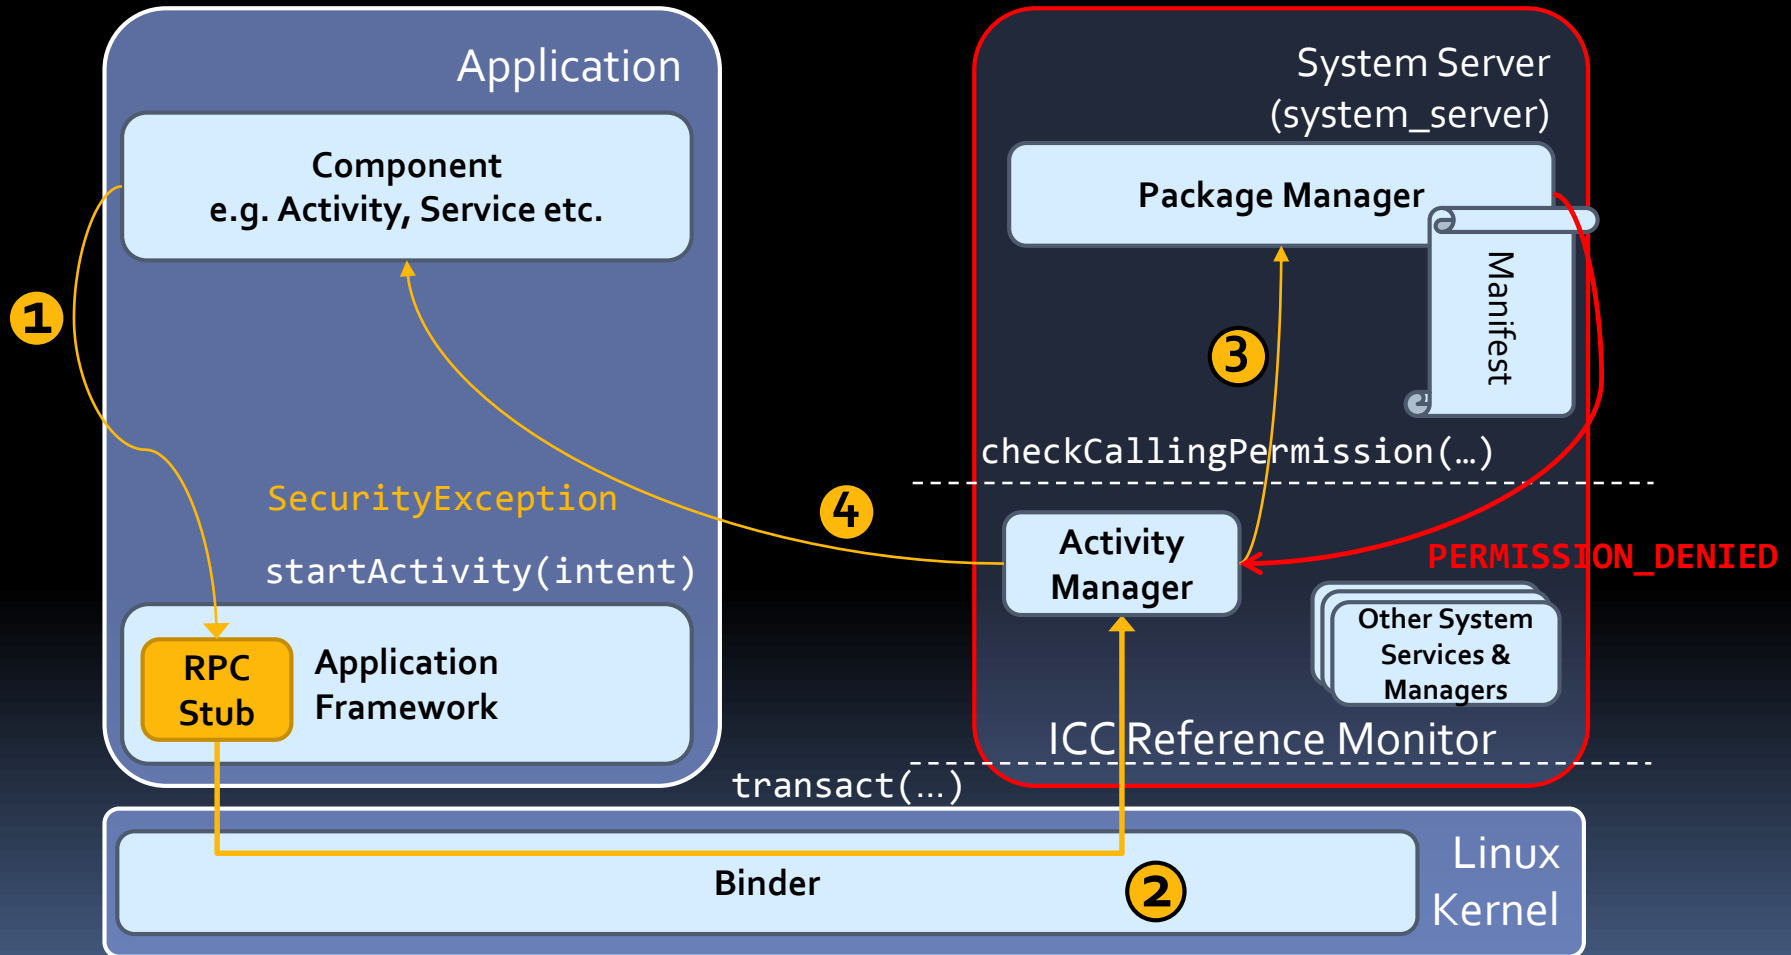 Application
Component
e.g. Activity, Service etc.
1
SecurityException
startActivity(intent)
RPC
Stub
Application
Framework
4
System Server
(system_server)
Package Manager
Manifest
3
checkCallingPermission(…)
Activity
Manager
PERMISSION_DENIED
Other System
Services &
Managers
ICC Reference Monitor
transact(…)
Binder
2
Linux
Kernel